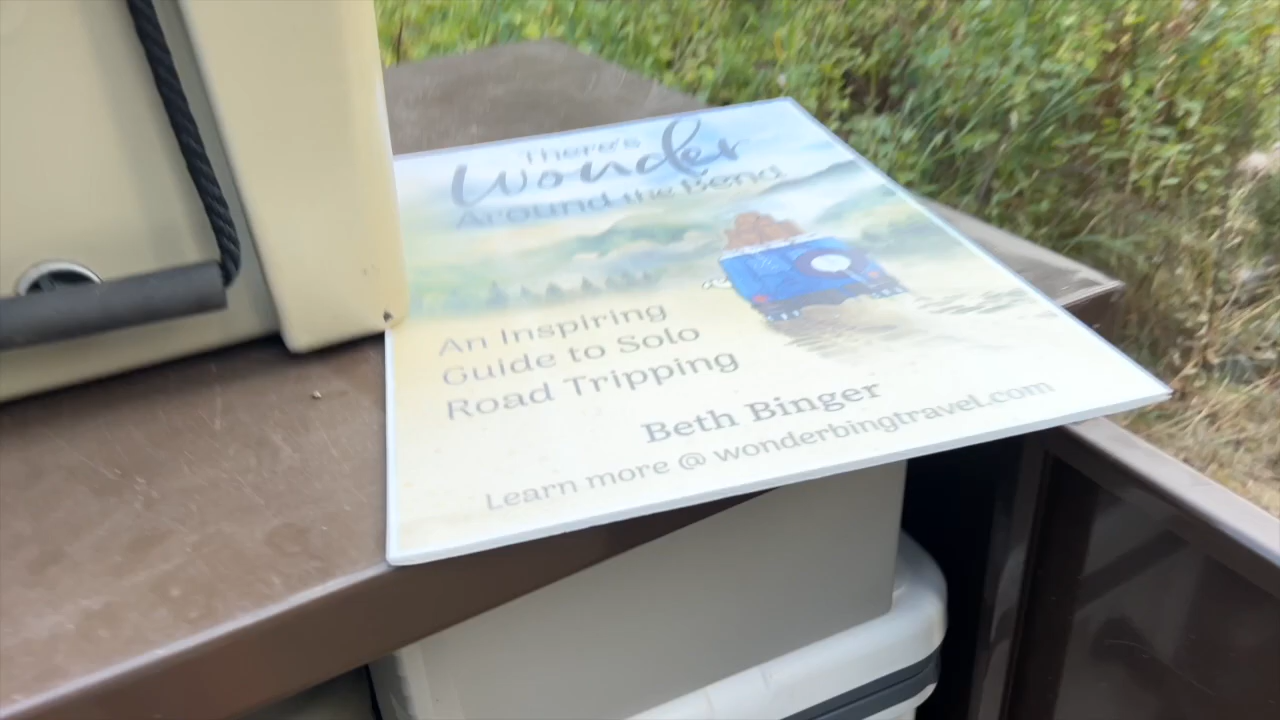 There's
Wonder
Around the Bend
An Inspiring
Guide to Solo
Road Tripping
Beth Binger
Learn more @ wonderbingtravel.com